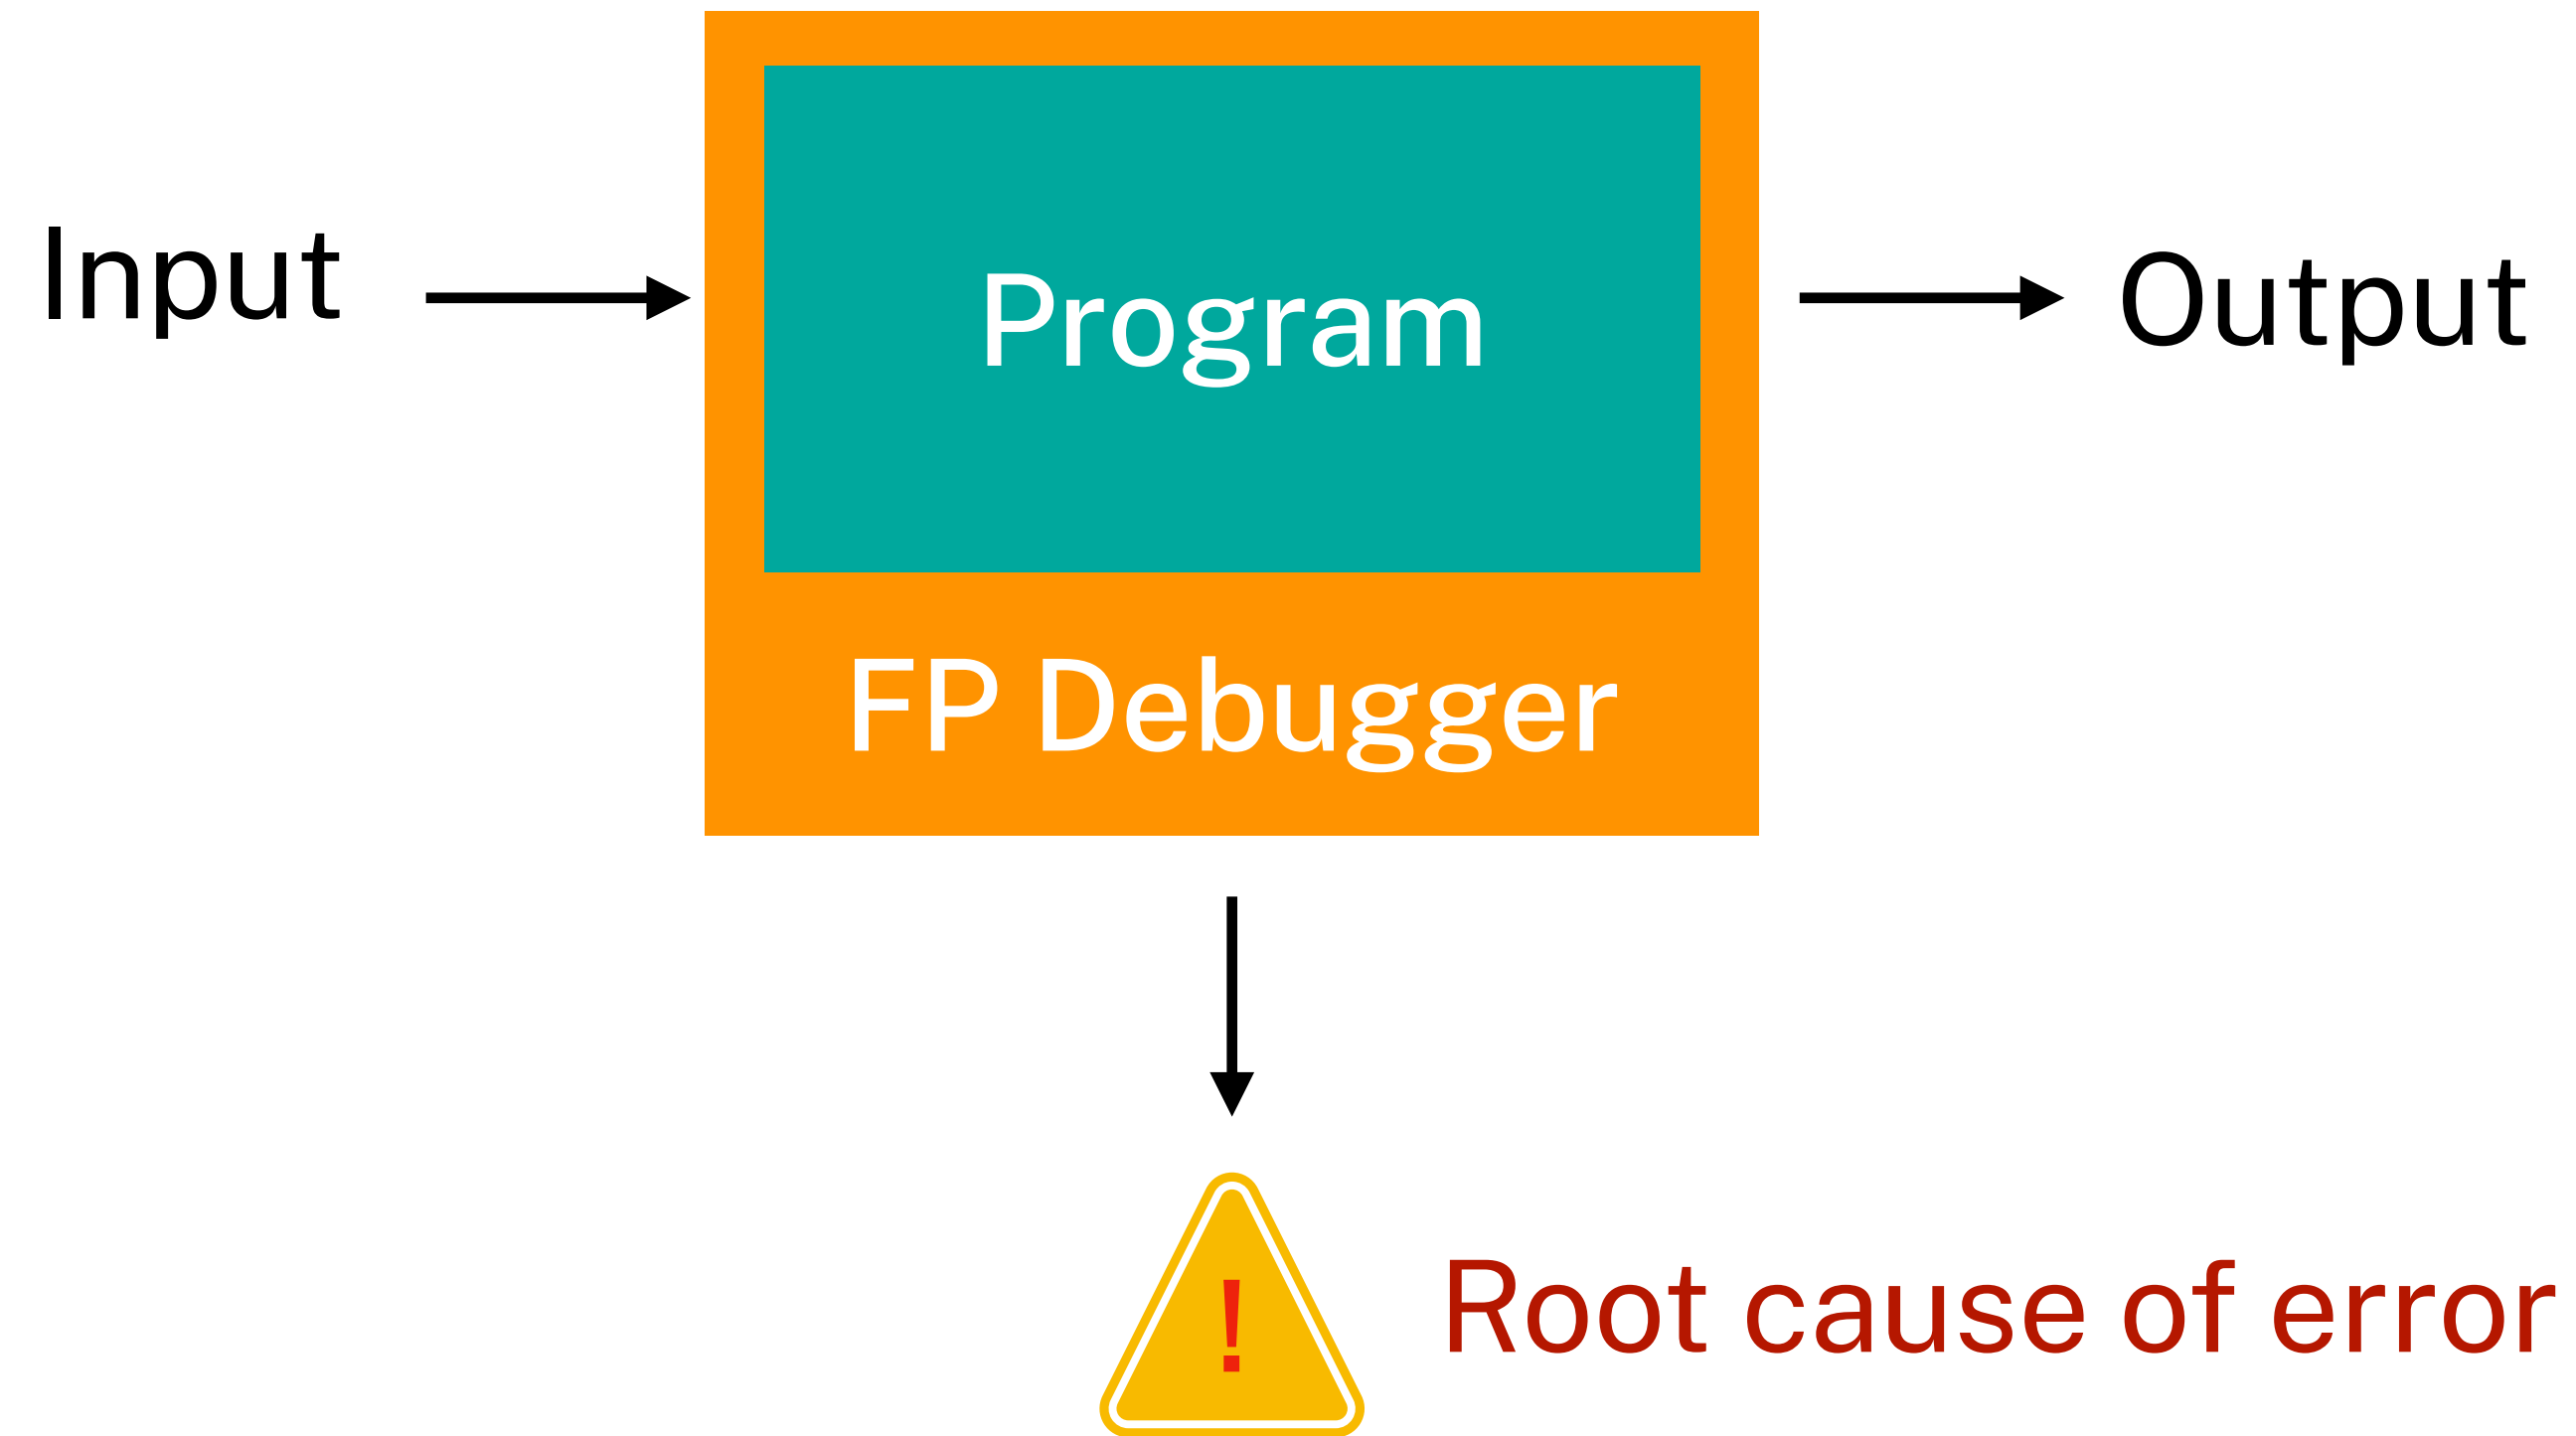 Input
Program
Output
FP Debugger
!
Root cause of error